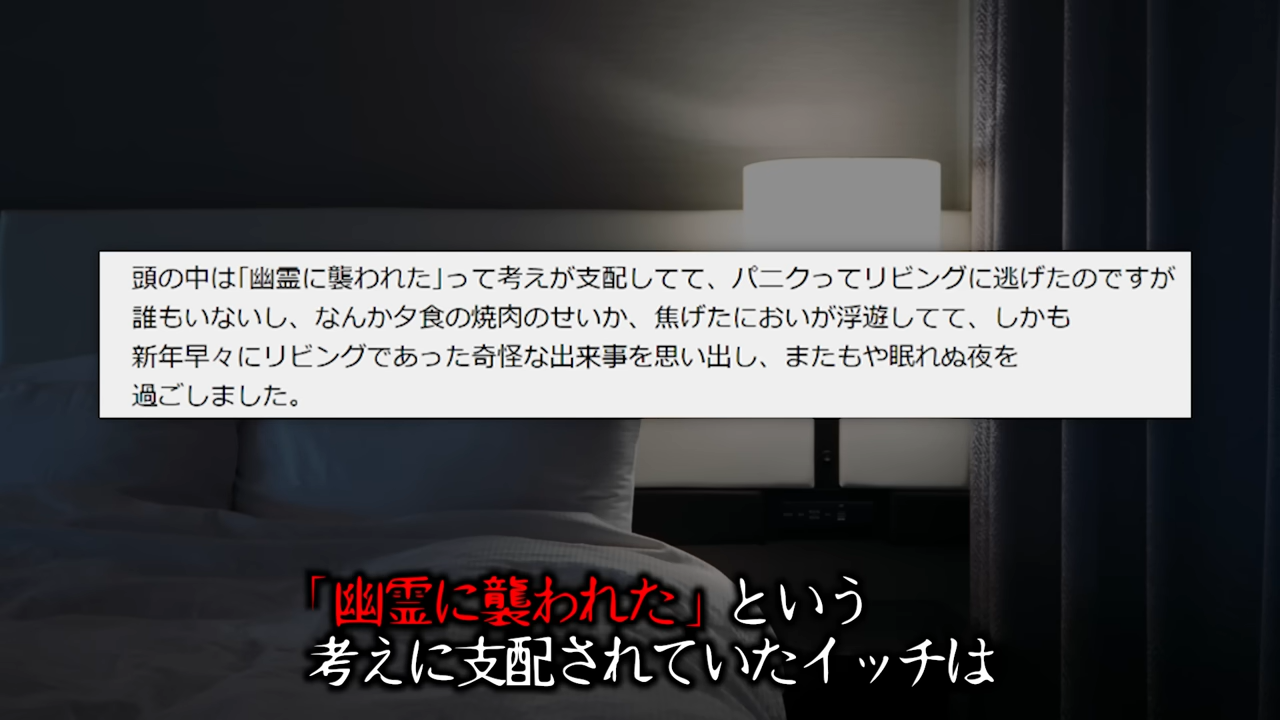 頭の中は「幽霊に襲われた」って考えが支配してて、パニクってリビングに逃げたのですが
誰もいないし、なんか夕食の焼肉のせいか、焦げたにおいが浮遊してて、しかも
新年早々にリビングであった奇怪な出来事を思い出し、またもや眠れぬ夜を
過ごしました。
「幽霊に襲われた」という
考えに支配されていたイッチは